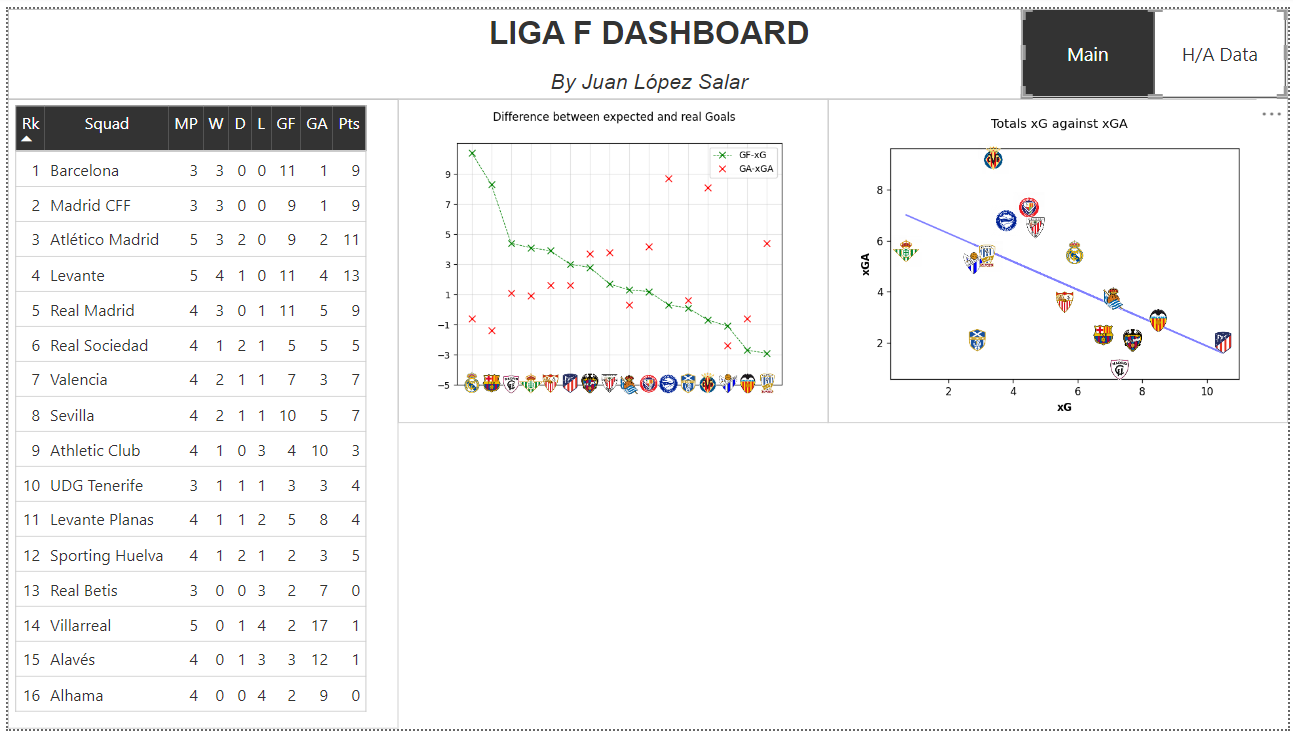 LIGA F DASHBOARD
By Juan López Salar
Main
H/A Data
Rk Squad MP W D L GF GA Pts
1 Barcelona 3 3 0 0 11 1 9
2 Madrid CFF 3 3 0 0 9 1 9
3 Atlético Madrid 5 3 2 0 9 2 11
4 Levante 5 4 1 0 11 4 13
5 Real Madrid 4 3 0 1 11 5 9
6 Real Sociedad 4 1 2 1 5 5 5
7 Valencia 4 2 1 1 7 3 7
8 Sevilla 4 2 1 1 10 5 7
9 Athletic Club 4 1 0 3 4 10 3
10 UDG Tenerife 3 1 1 1 3 3 4
11 Levante Planas 4 1 1 2 5 8 4
12 Sporting Huelva 4 1 2 1 2 3 5
13 Real Betis 3 0 0 3 2 7 0
14 Villarreal 5 0 1 4 2 17 1
15 Alavés 4 0 1 3 3 12 1
16 Alhama 4 0 0 4 2 9 0
Difference between expected and real Goals
GF-xG
GA-xGA
9
7
5
3
1
−1
−3
−5
Totals xG against xGA
xGA
8
6
4
2
2 4 6 8 10
xG